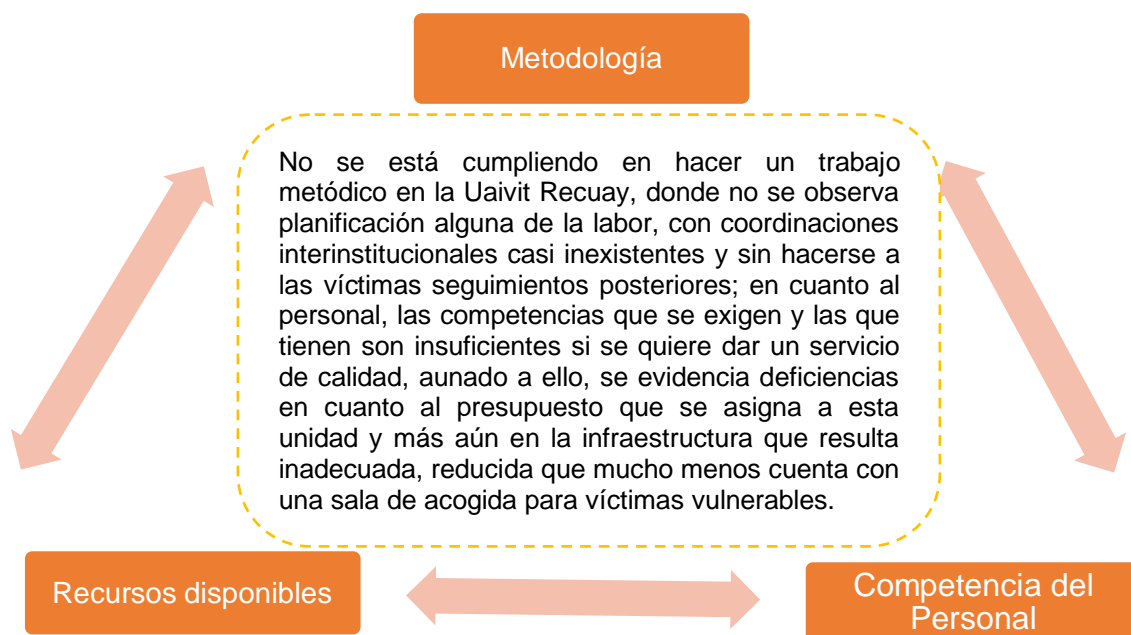 Metodología
No se está cumpliendo en hacer un trabajo
metódico en la Uaivit Recuay, donde no se observa
planificación alguna de la labor, con coordinaciones
interinstitucionales casi inexistentes y sin hacerse a
las víctimas seguimientos posteriores; en cuanto al
personal, las competencias que se exigen y las que
tienen son insuficientes si se quiere dar un servicio
de calidad, aunado a ello, se evidencia deficiencias
en cuanto al presupuesto que se asigna a esta
unidad y más aún en la infraestructura que resulta
inadecuada, reducida que mucho menos cuenta con
una sala de acogida para víctimas vulnerables.
Recursos disponibles
Competencia del
Personal